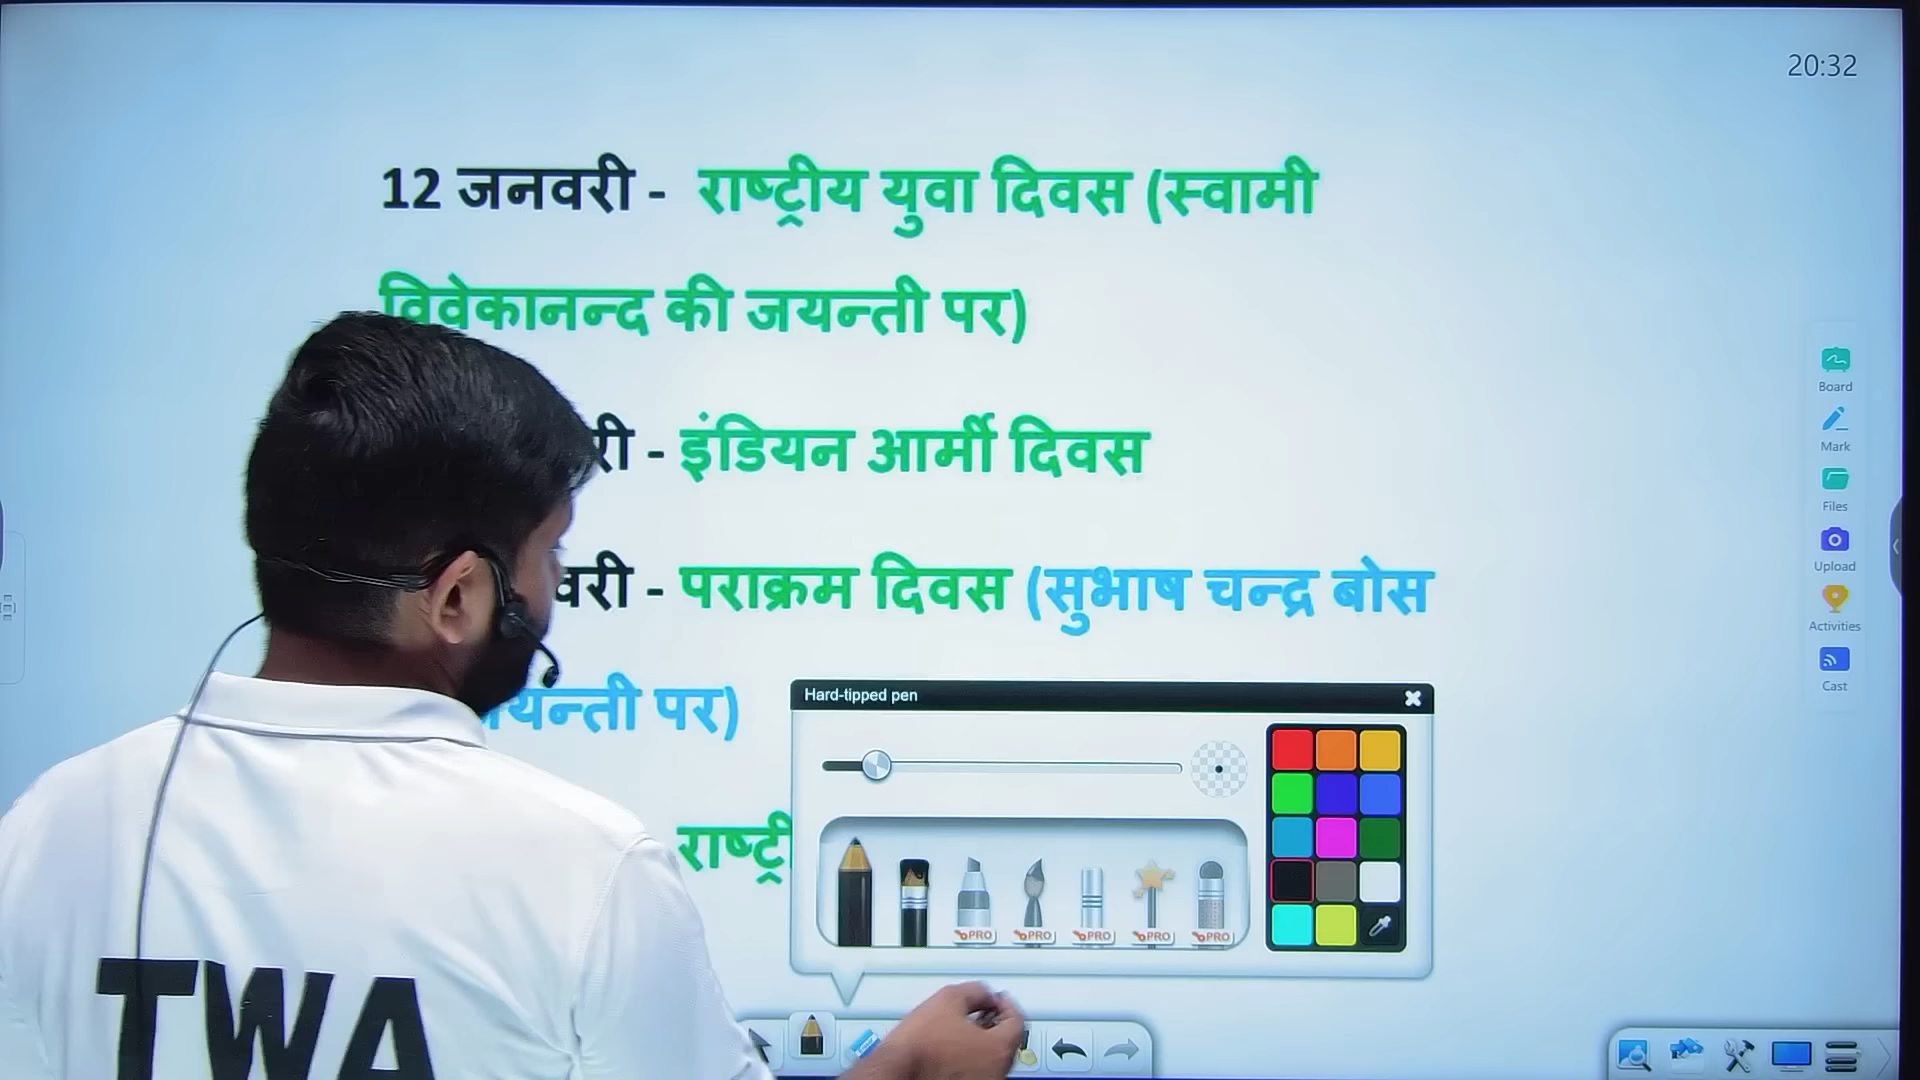 20:32
12 जनवरी - राष्ट्रीय युवा दिवस (स्वामी
विवेकानन्द की जयन्ती पर)
री - इंडियन आर्मी दिवस
वरी - पराक्रम दिवस (सुभाष चन्द्र बोस
यन्ती पर)
राष्ट्री
Hard-tipped pen
PRO PRO PRO PRO PRO
Board
Mark
Files
Upload
Activities
Cast
TWA